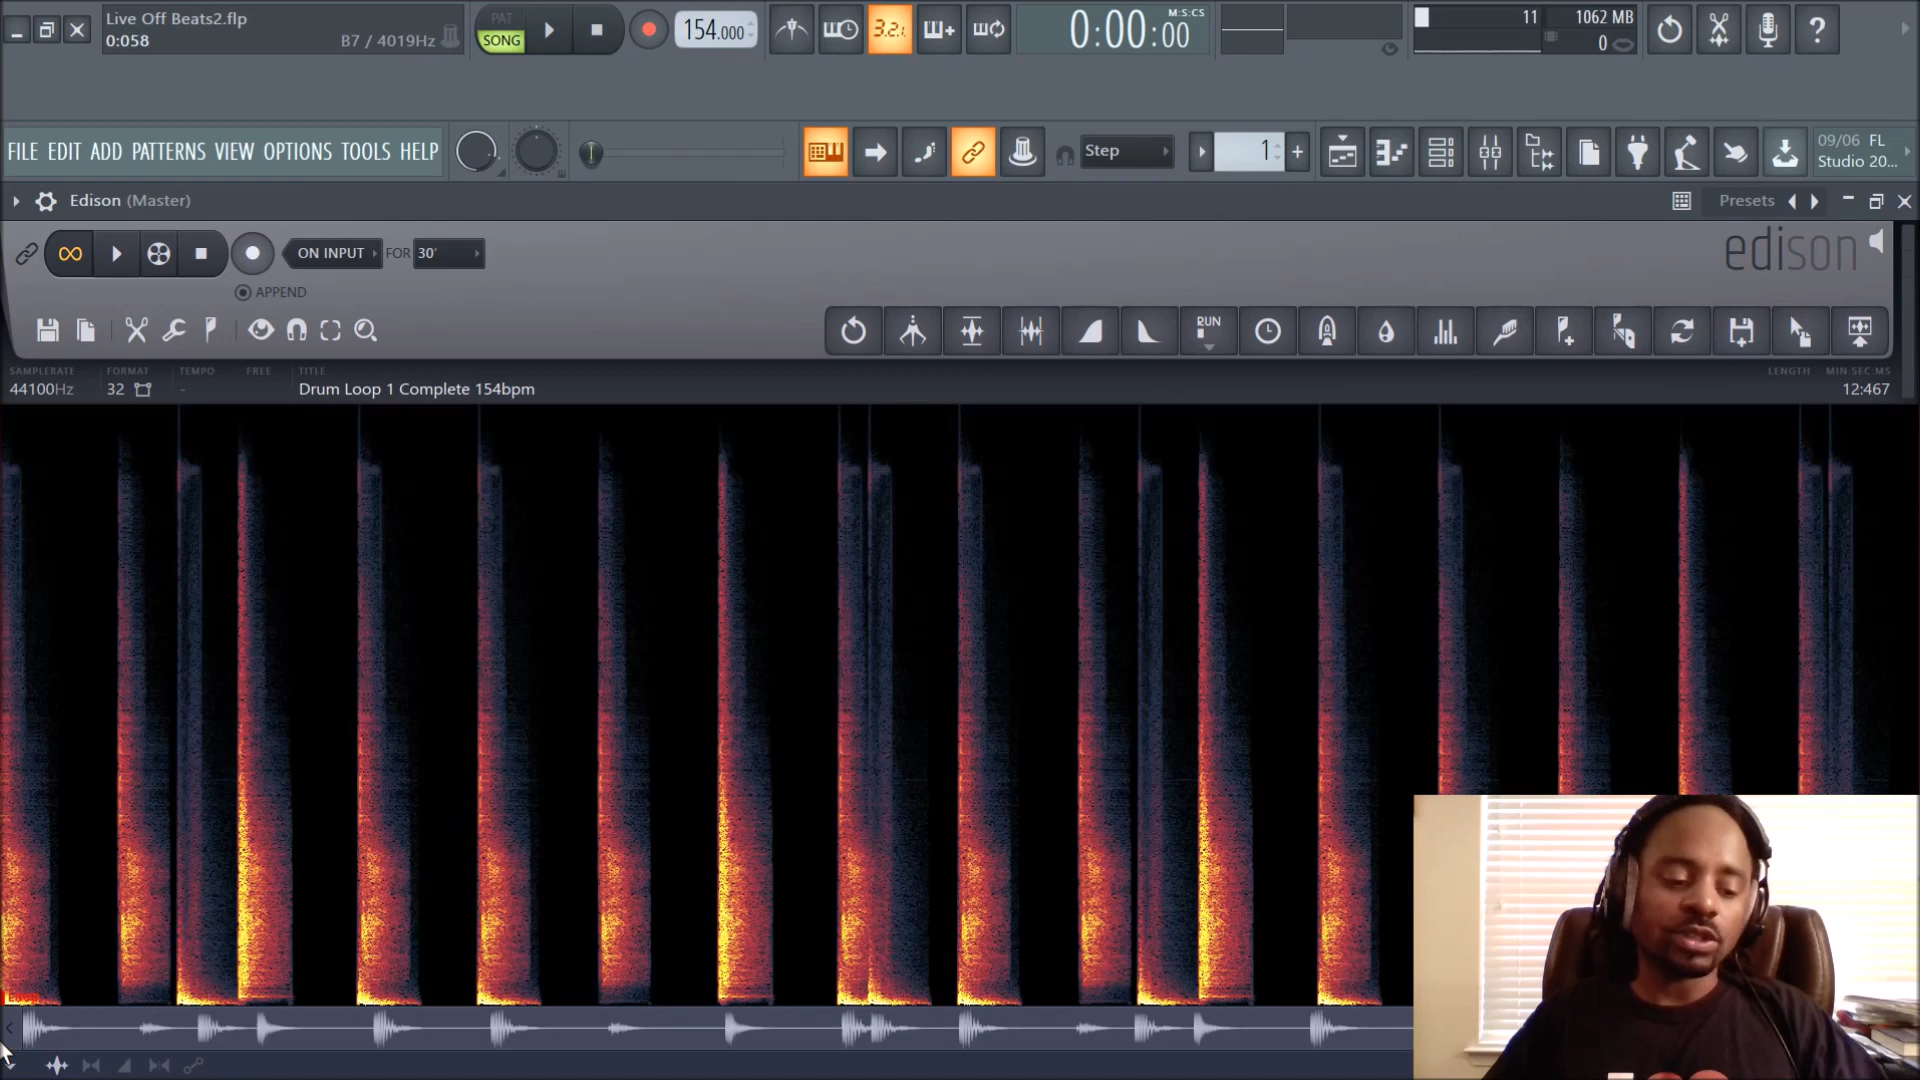 Live Off Beats2.flp
0:058
B7 / 4019Hz
PAT
SONG
154.000
3.2.
M:S:CS
0:00:00
11
1062 MB
0
?
FILE EDIT ADD PATTERNS VIEW OPTIONS TOOLS HELP
Step
1
+
09/06 FL
Studio 20...
Edison (Master)
Presets
ON INPUT
FOR
30'
edison
APPEND
RUN
SAMPLERATE
44100Hz
FORMAT
32
TEMPO
-
FREE
TITLE
Drum Loop 1 Complete 154bpm
LENGTH
MIN:SEC:MS
12:467